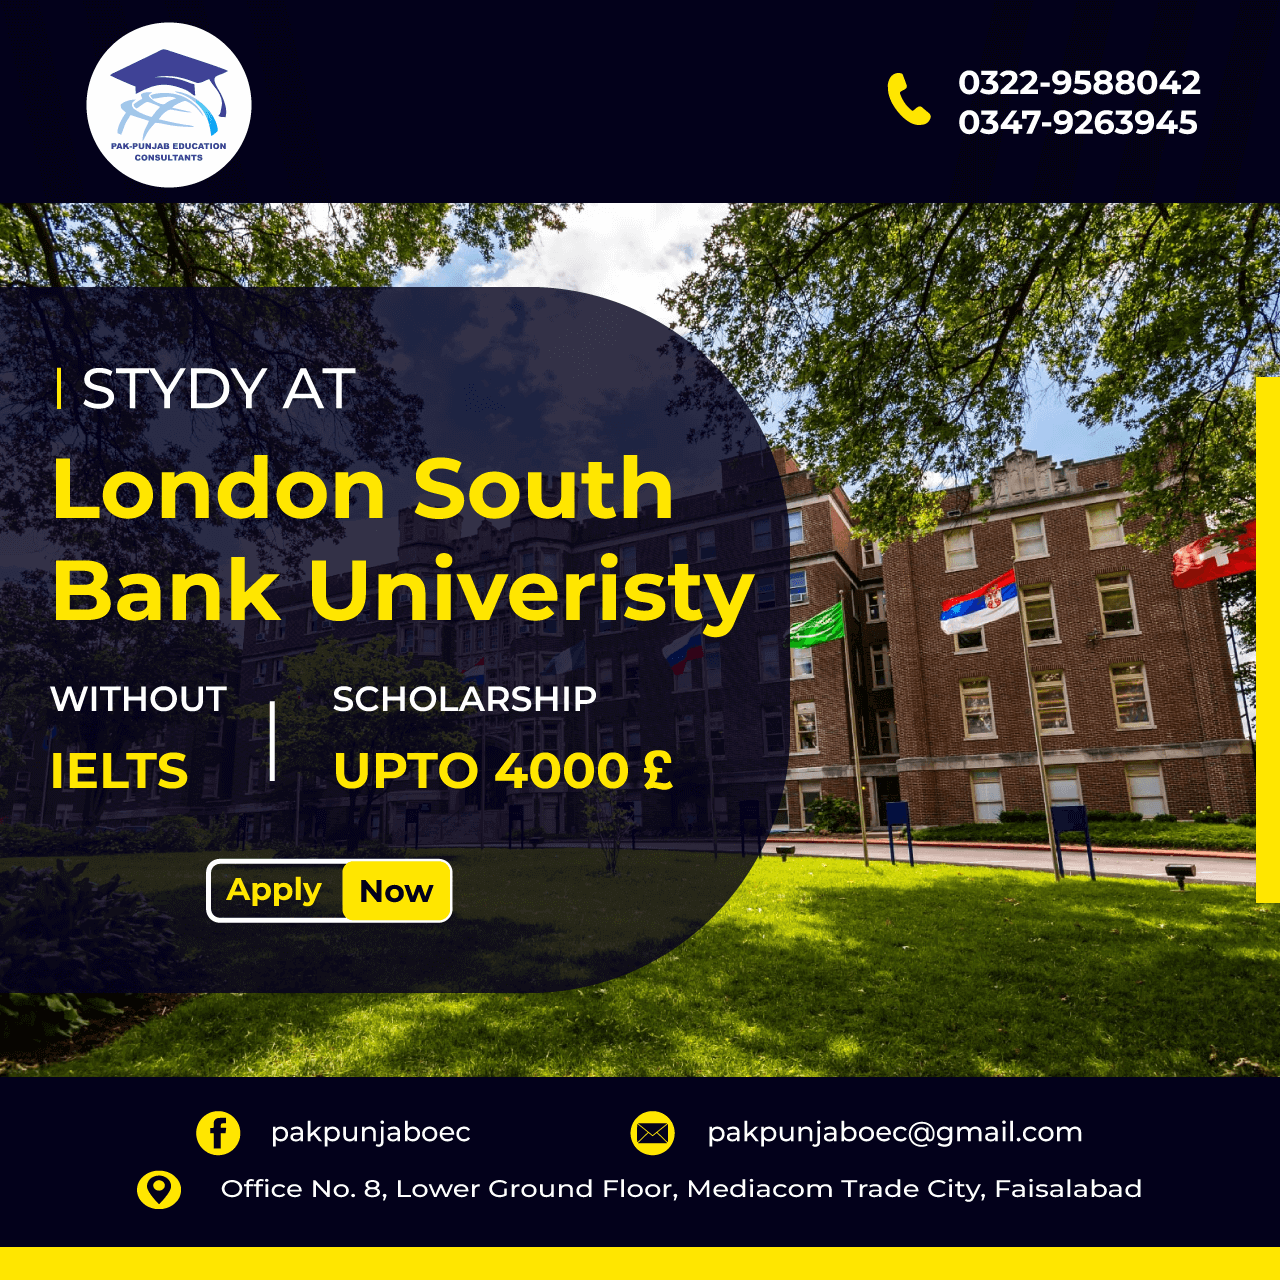 PAK-PUNJAB EDUCATION
CONSULTANTS
0322-9588042
0347-9263945
STYDY AT
London South
Bank Univeristy
WITHOUT
IELTS
SCHOLARSHIP
UPTO 4000 £
Apply Now
pakpunjaboec
pakpunjaboec@gmail.com
Office No. 8, Lower Ground Floor, Mediacom Trade City, Faisalabad